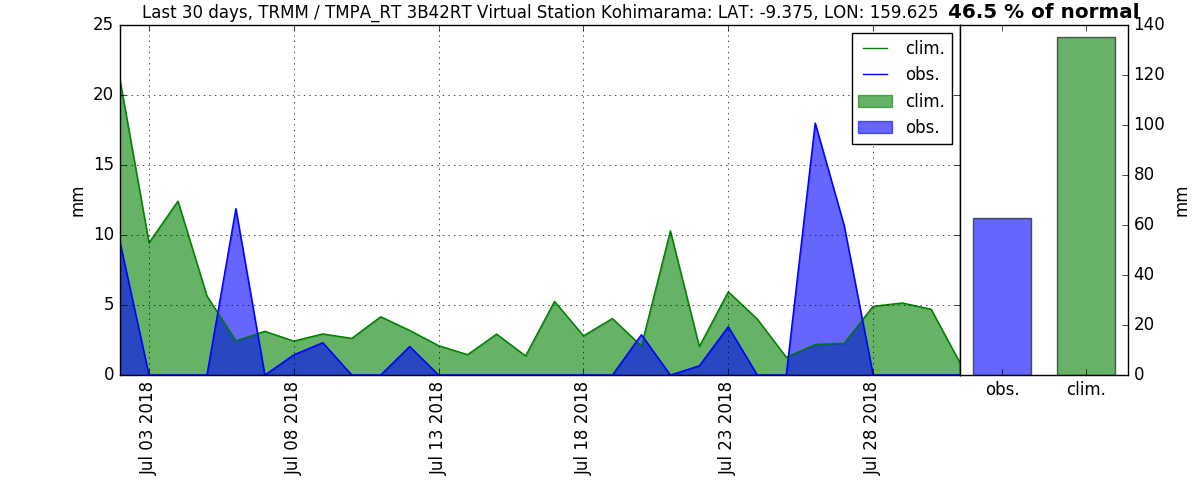 Last 30 days, TRMM / TMPA_RT 3B42RT Virtual Station Kohimarama: LAT: -9.375, LON: 159.625
46.5 % of normal
25
20
15
10
5
0
mm
clim.
obs.
clim.
obs.
Jul 03 2018
Jul 08 2018
Jul 13 2018
Jul 18 2018
Jul 23 2018
Jul 28 2018
140
120
100
80
60
40
20
0
mm
obs.
clim.